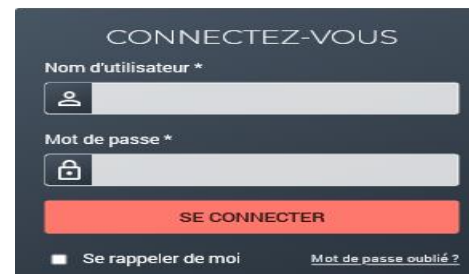 CONNECTEZ-VOUS
Nom d'utilisateur *
Mot de passe *
SE CONNECTER
Se rappeler de moi Mot de passe oublié ?